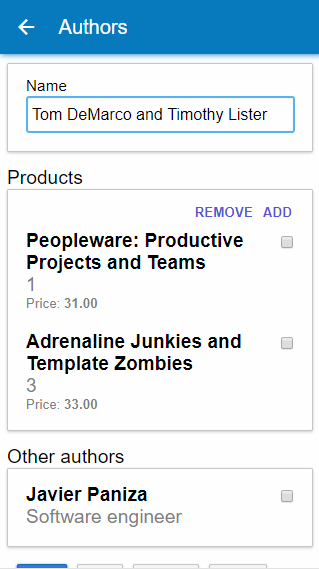 Authors
Name
Tom DeMarco and Timothy Lister
Products
REMOVE ADD
Peopleware: Productive
Projects and Teams
1
Price: 31.00
Adrenaline Junkies and
Template Zombies
3
Price: 33.00
Other authors
Javier Paniza
Software engineer